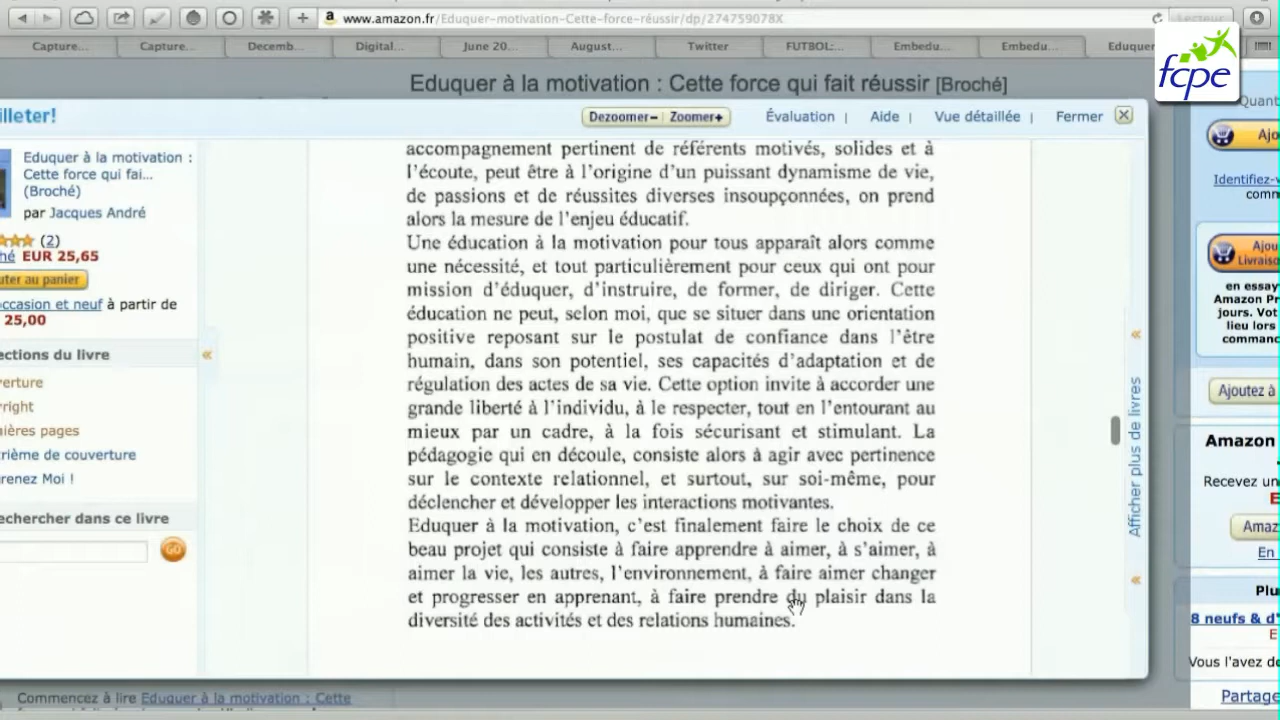 www.amazon.fr/Eduquer-motivation-Cette-force-réussir/dp/274759078X
Lecteur
Capture...
Capture...
Decemb...
Digital...
June 20...
August...
Twitter
FUTBOL:...
Embedu...
Embedu...
Eduquer
fcpe
Eduquer à la motivation : Cette force qui fait réussir [Broché]
illeter!
Dezoomer− | Zoomer+
Évaluation | Aide | Vue détaillée | Fermer
Eduquer à la motivation :
Cette force qui fai...
(Broché)
par Jacques André
(2)
hé EUR 25,65
uter au panier
occasion et neuf à partir de
25,00
ections du livre
verture
right
nières pages
trième de couverture
renez Moi !
echercher dans ce livre
GO
accompagnement pertinent de référents motivés, solides et à
l'écoute, peut être à l'origine d'un puissant dynamisme de vie,
de passions et de réussites diverses insoupçonnées, on prend
alors la mesure de l'enjeu éducatif.
Une éducation à la motivation pour tous apparaît alors comme
une nécessité, et tout particulièrement pour ceux qui ont pour
mission d'éduquer, d'instruire, de former, de diriger. Cette
éducation ne peut, selon moi, que se situer dans une orientation
positive reposant sur le postulat de confiance dans l'être
humain, dans son potentiel, ses capacités d'adaptation et de
régulation des actes de sa vie. Cette option invite à accorder une
grande liberté à l'individu, à le respecter, tout en l'entourant au
mieux par un cadre, à la fois sécurisant et stimulant. La
pédagogie qui en découle, consiste alors à agir avec pertinence
sur le contexte relationnel, et surtout, sur soi-même, pour
déclencher et développer les interactions motivantes.
Eduquer à la motivation, c'est finalement faire le choix de ce
beau projet qui consiste à faire apprendre à aimer, à s'aimer, à
aimer la vie, les autres, l'environnement, à faire aimer changer
et progresser en apprenant, à faire prendre du plaisir dans la
diversité des activités et des relations humaines.
Afficher plus de livres
Quant
Ajo
Identifiez-v
comm
Ajou
Livraiso
en essay
Amazon Pr
jours. Vot
lieu lors
commanc
Ajoutez à
Amazon
Recevez un
E
Amaz
En
Plu
8 neufs & d'
E
Vous l'avez de
Partage
Commencez à lire Eduquer à la motivation : Cette